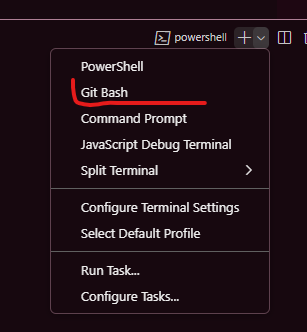 powershell
PowerShell
Git Bash
Command Prompt
JavaScript Debug Terminal
Split Terminal
Configure Terminal Settings
Select Default Profile
Run Task...
Configure Tasks...